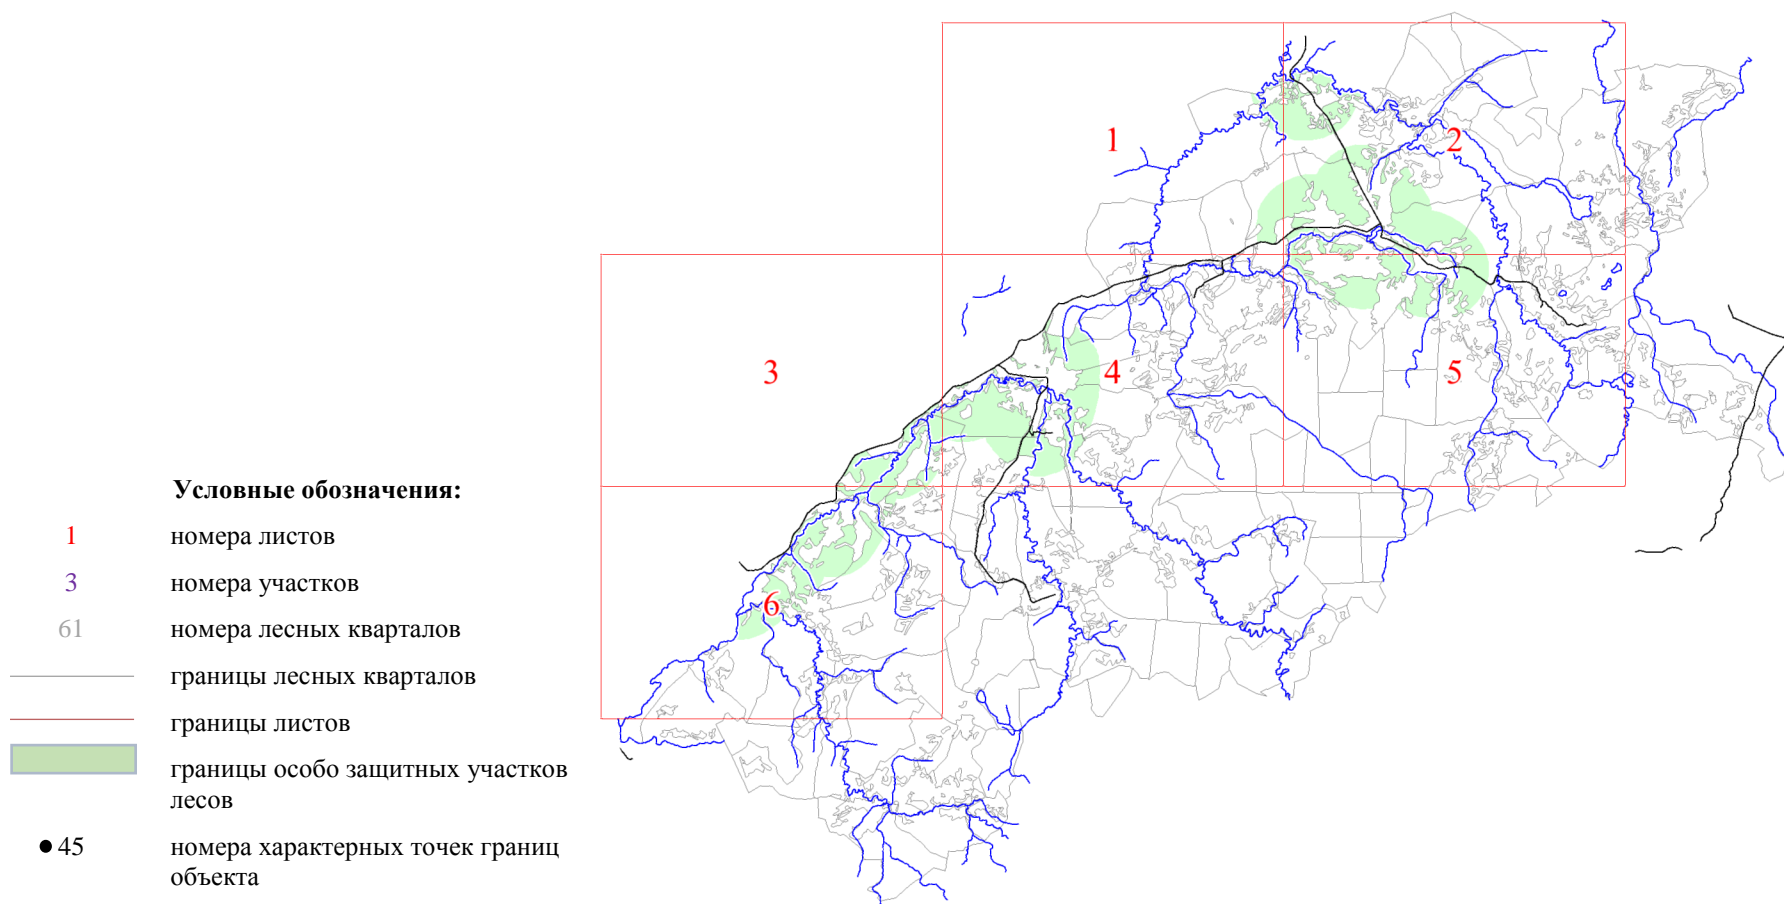 1
2
3
4
5
6
Условные обозначения:
1 номера листов
3 номера участков
61 номера лесных кварталов
границы лесных кварталов
границы листов
границы особо защитных участков
лесов
45 номера характерных точек границ
объекта